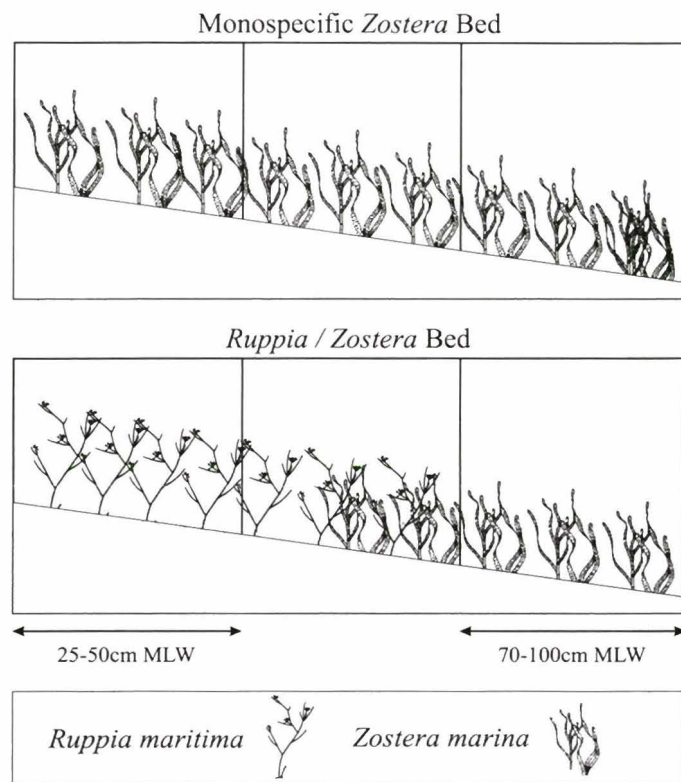 Monospecific Zostera Bed
Ruppia / Zostera Bed
25-50cm MLW
70-100cm MLW
Ruppia maritima
Zostera marina